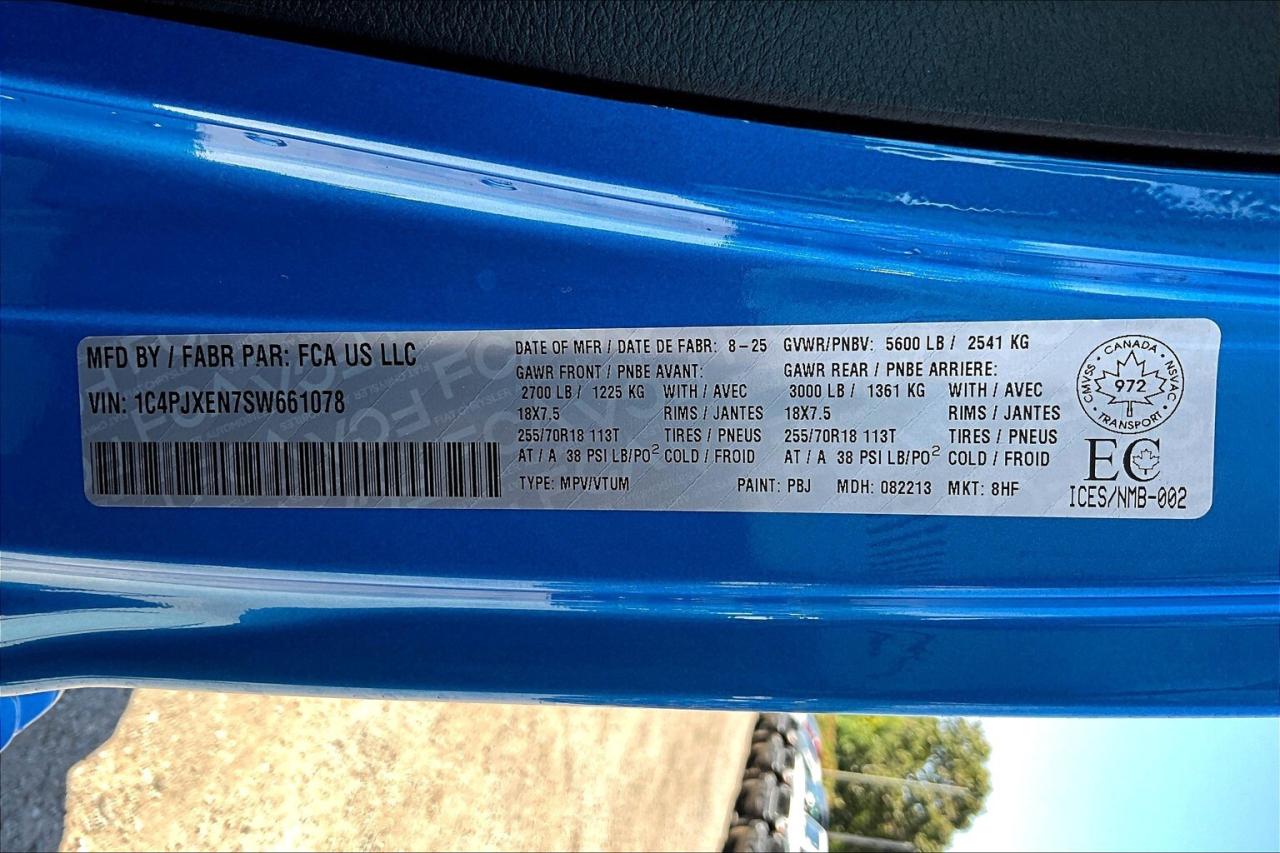 MFD BY / FABR PAR: FCA US LLC
VIN: 1C4PJXEN7SW661078
DATE OF MFR / DATE DE FABR: 8-25 GVWR/PNBV: 5600 LB / 2541 KG
GAWR FRONT / PNBE AVANT: GAWR REAR / PNBE ARRIERE:
2700 LB / 1225 KG WITH / AVEC 3000 LB / 1361 KG WITH / AVEC
18X7.5 RIMS / JANTES 18X7.5 RIMS / JANTES
255/70R18 113T TIRES / PNEUS 255/70R18 113T TIRES / PNEUS
AT / A 38 PSI LB/PO² COLD / FROID AT / A 38 PSI LB/PO² COLD / FROID
TYPE: MPV/VTUM PAINT: PBJ MDH: 082213 MKT: 8HF
CANADA
CMVSS 972 NSVAC
TRANSPORT
EC
ICES/NMB-002